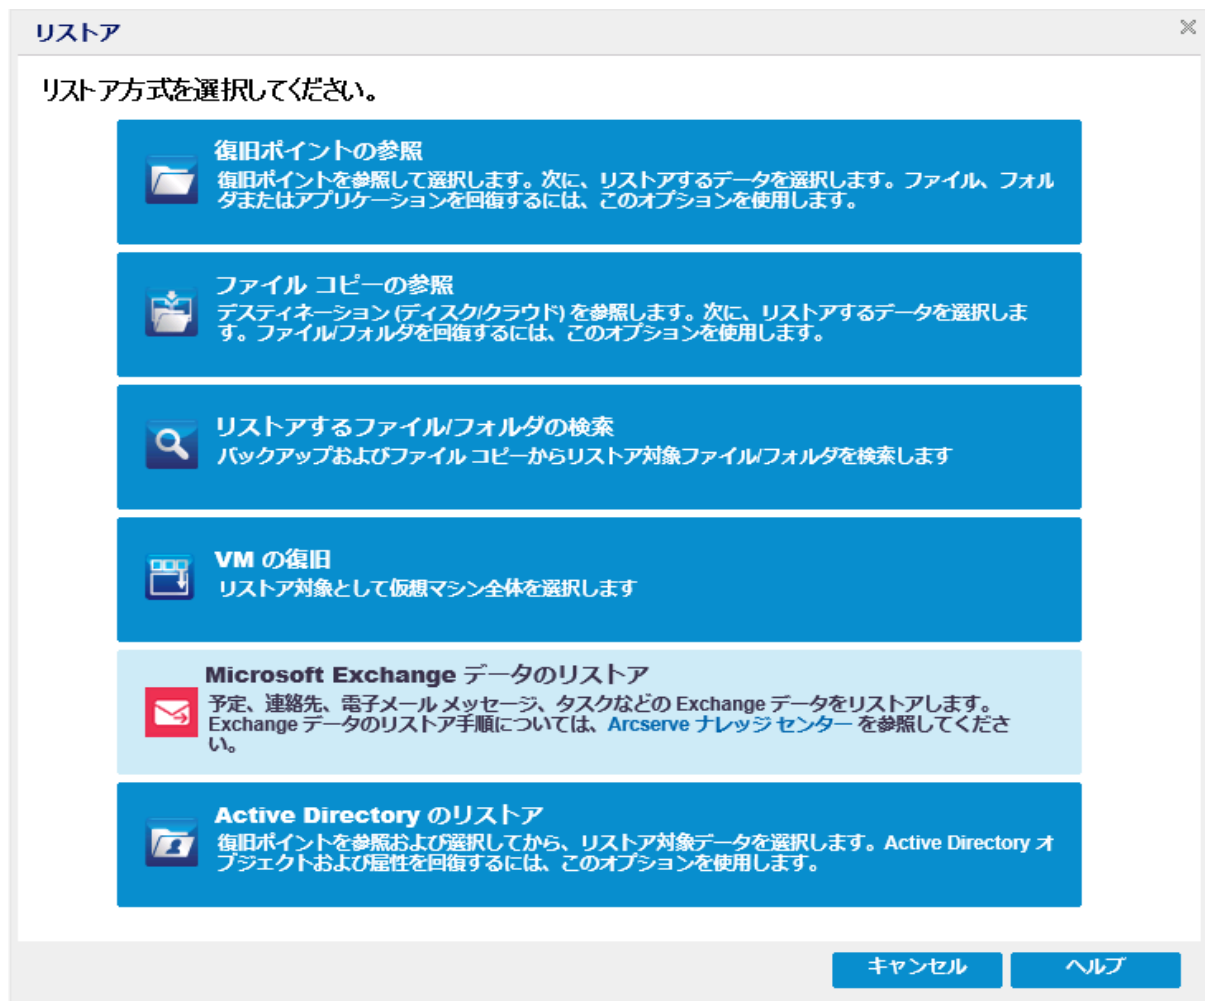 リストア
リストア方式を選択してください。
復旧ポイントの参照
復旧ポイントを参照して選択します。次に、リストアするデータを選択します。ファイル、フォル
ダまたはアプリケーションを回復するには、このオプションを使用します。
ファイル コピーの参照
デスティネーション (ディスク/クラウド) を参照します。次に、リストアするデータを選択しま
す。ファイル/フォルダを回復するには、このオプションを使用します。
リストアするファイル/フォルダの検索
バックアップおよびファイル コピーからリストア対象ファイル/フォルダを検索します
VM の復旧
リストア対象として仮想マシン全体を選択します
Microsoft Exchange データのリストア
予定、連絡先、電子メール メッセージ、タスクなどの Exchange データをリストアします。
Exchange データのリストア手順については、Arcserve ナレッジ センター を参照してくださ
い。
Active Directory のリストア
復旧ポイントを参照および選択してから、リストア対象データを選択します。Active Directory オ
ブジェクトおよび属性を回復するには、このオプションを使用します。
キャンセル
ヘルプ